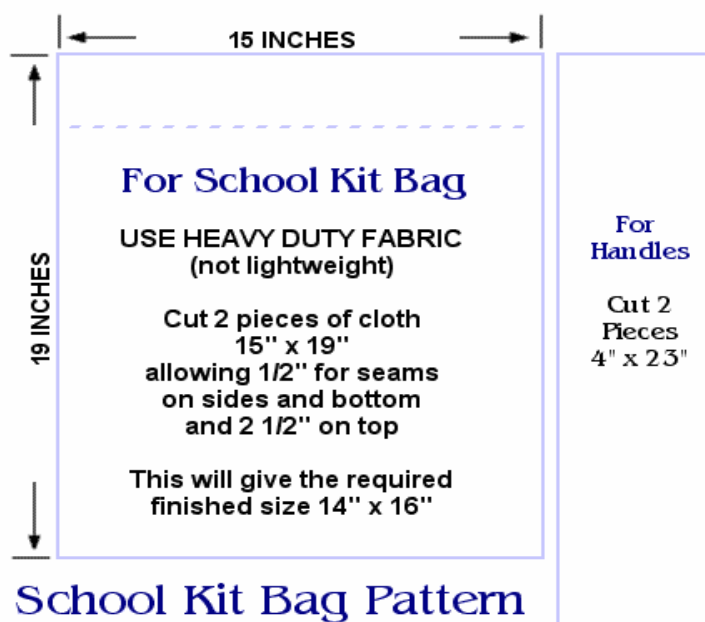 15 INCHES
19 INCHES
For School Kit Bag
USE HEAVY DUTY FABRIC
(not lightweight)
Cut 2 pieces of cloth
15" x 19"
allowing 1/2" for seams
on sides and bottom
and 2 1/2" on top
This will give the required
finished size 14" x 16"
For
Handles
Cut 2
Pieces
4" x 23"
School Kit Bag Pattern